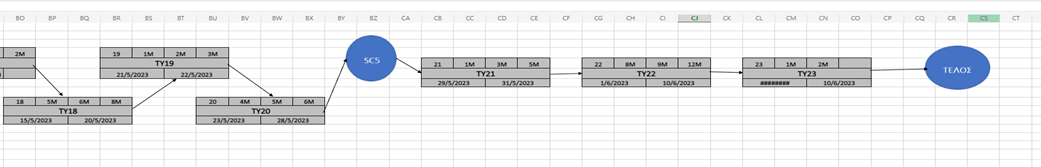 BO BP BQ BR BS BT BU BV BW BX BY BZ CA CB CC CD CE CF CG CH CI CJ CK CL CM CN CO CP CQ CR CS CT
2M
19 1M 2M 3M
TY19
21/5/2023 22/5/2023
18 5M 6M 8M
TY18
15/5/2023 20/5/2023
20 4M 5M 6M
TY20
23/5/2023 28/5/2023
SC5
21 1M 3M 5M
TY21
29/5/2023 31/5/2023
22 8M 9M 12M
TY22
1/6/2023 10/6/2023
23 1M 2M
TY23
######## 10/6/2023
ΤΕΛΟΣ